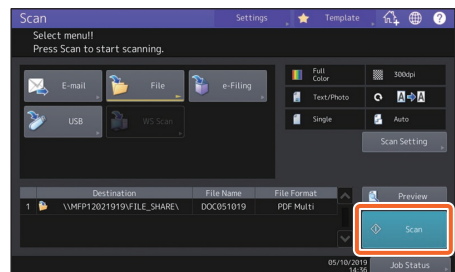 Scan
Settings
Template
?
Select menu!!
Press Scan to start scanning.
E-mail
File
e-Filing
Full
Color
300dpi
Text/Photo
A A
USB
WS Scan
Single
Auto
Scan Setting
Destination File Name File Format
1 \\MFP12021919\FILE_SHARE\ DOC051019 PDF Multi
Preview
Scan
05/10/2019
14:36
Job Status